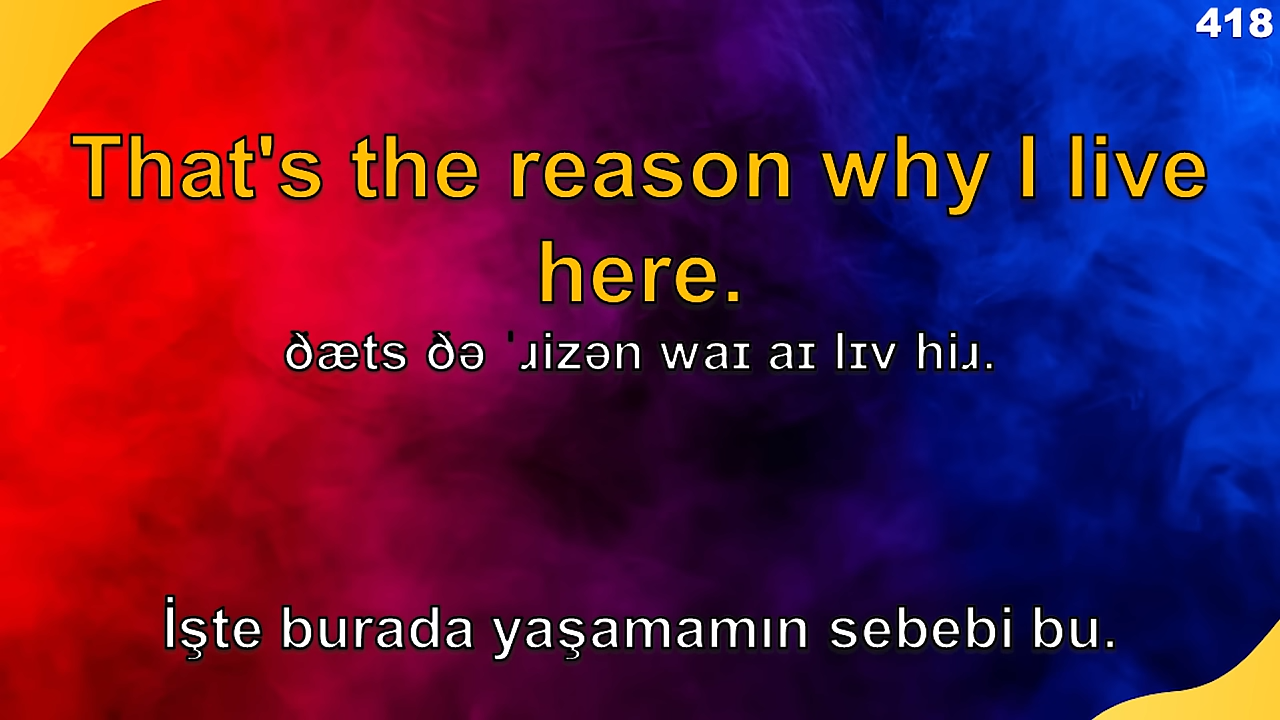 418
That's the reason why I live
here.
ðæts ðə ˈɹizən waɪ aɪ lɪv hiɹ.
İşte burada yaşamamın sebebi bu.